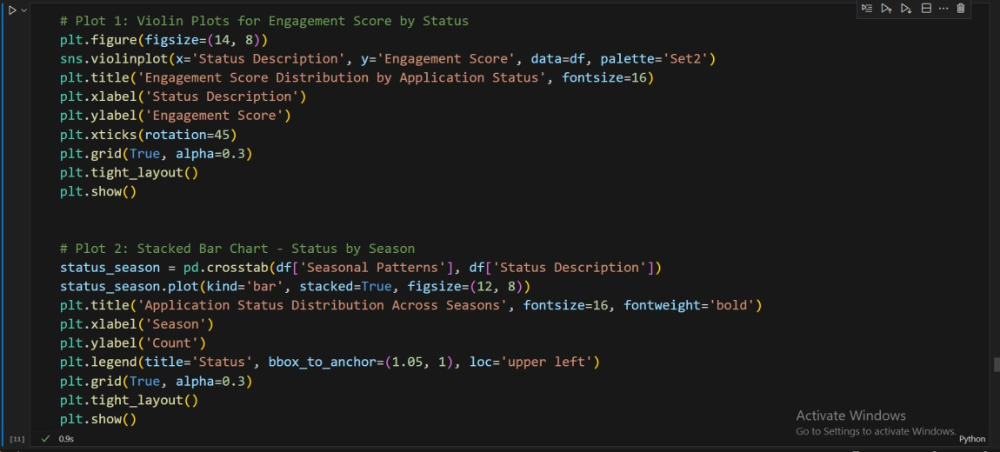 # Plot 1: Violin Plots for Engagement Score by Status
plt.figure(figsize=(14, 8))
sns.violinplot(x='Status Description', y='Engagement Score', data=df, palette='Set2')
plt.title('Engagement Score Distribution by Application Status', fontsize=16)
plt.xlabel('Status Description')
plt.ylabel('Engagement Score')
plt.xticks(rotation=45)
plt.grid(True, alpha=0.3)
plt.tight_layout()
plt.show()
# Plot 2: Stacked Bar Chart - Status by Season
status_season = pd.crosstab(df['Seasonal Patterns'], df['Status Description'])
status_season.plot(kind='bar', stacked=True, figsize=(12, 8))
plt.title('Application Status Distribution Across Seasons', fontsize=16, fontweight='bold')
plt.xlabel('Season')
plt.ylabel('Count')
plt.legend(title='Status', bbox_to_anchor=(1.05, 1), loc='upper left')
plt.grid(True, alpha=0.3)
plt.tight_layout()
plt.show()
Activate Windows
Go to Settings to activate Windows.
[11] 0.9s
Python